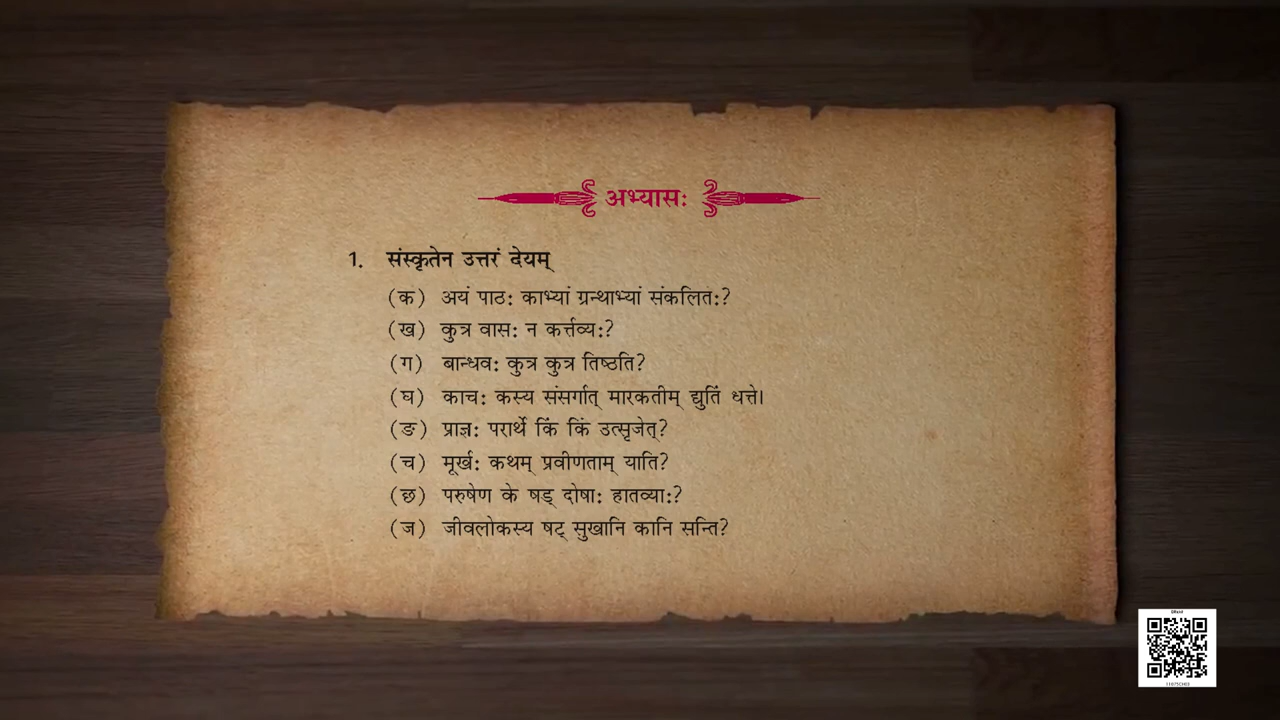 अभ्यासः
1. संस्कृतेन उत्तरं देयम्
(क) अयं पाठः काभ्यां ग्रन्थाभ्यां संकलितः?
(ख) कुत्र वासः न कर्त्तव्यः?
(ग) बान्धवः कुत्र कुत्र तिष्ठति?
(घ) काचः कस्य संसर्गात् मारकतीम् द्युतिं धत्ते।
(ङ) प्राज्ञः परार्थे किं किं उत्सृजेत्?
(च) मूर्खः कथम् प्रवीणताम् याति?
(छ) परुषेण के षड् दोषाः हातव्याः?
(ज) जीवलोकस्य षट् सुखानि कानि सन्ति?